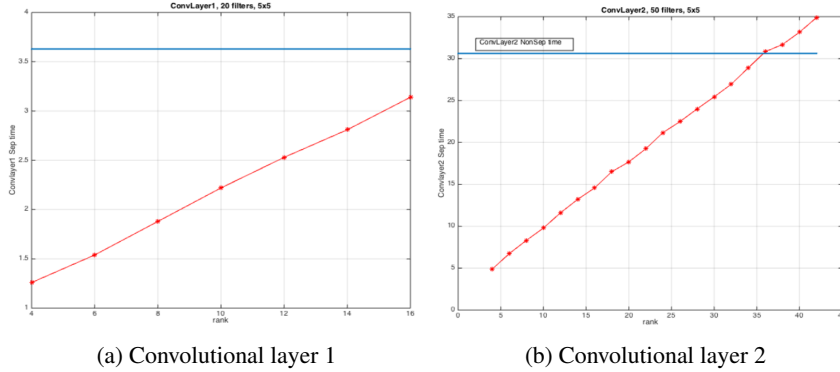 ConvLayer1, 20 filters, 5x5
4
3.5
3
2.5
2
1.5
1
Convlayer1 Sep time
4 6 8 10 12 14 16
rank
(a) Convolutional layer 1
ConvLayer2, 50 filters, 5x5
ConvLayer2 NonSep time
35
30
25
20
15
10
5
0
Convlayer2 Sep time
0 5 10 15 20 25 30 35 40 45
rank
(b) Convolutional layer 2